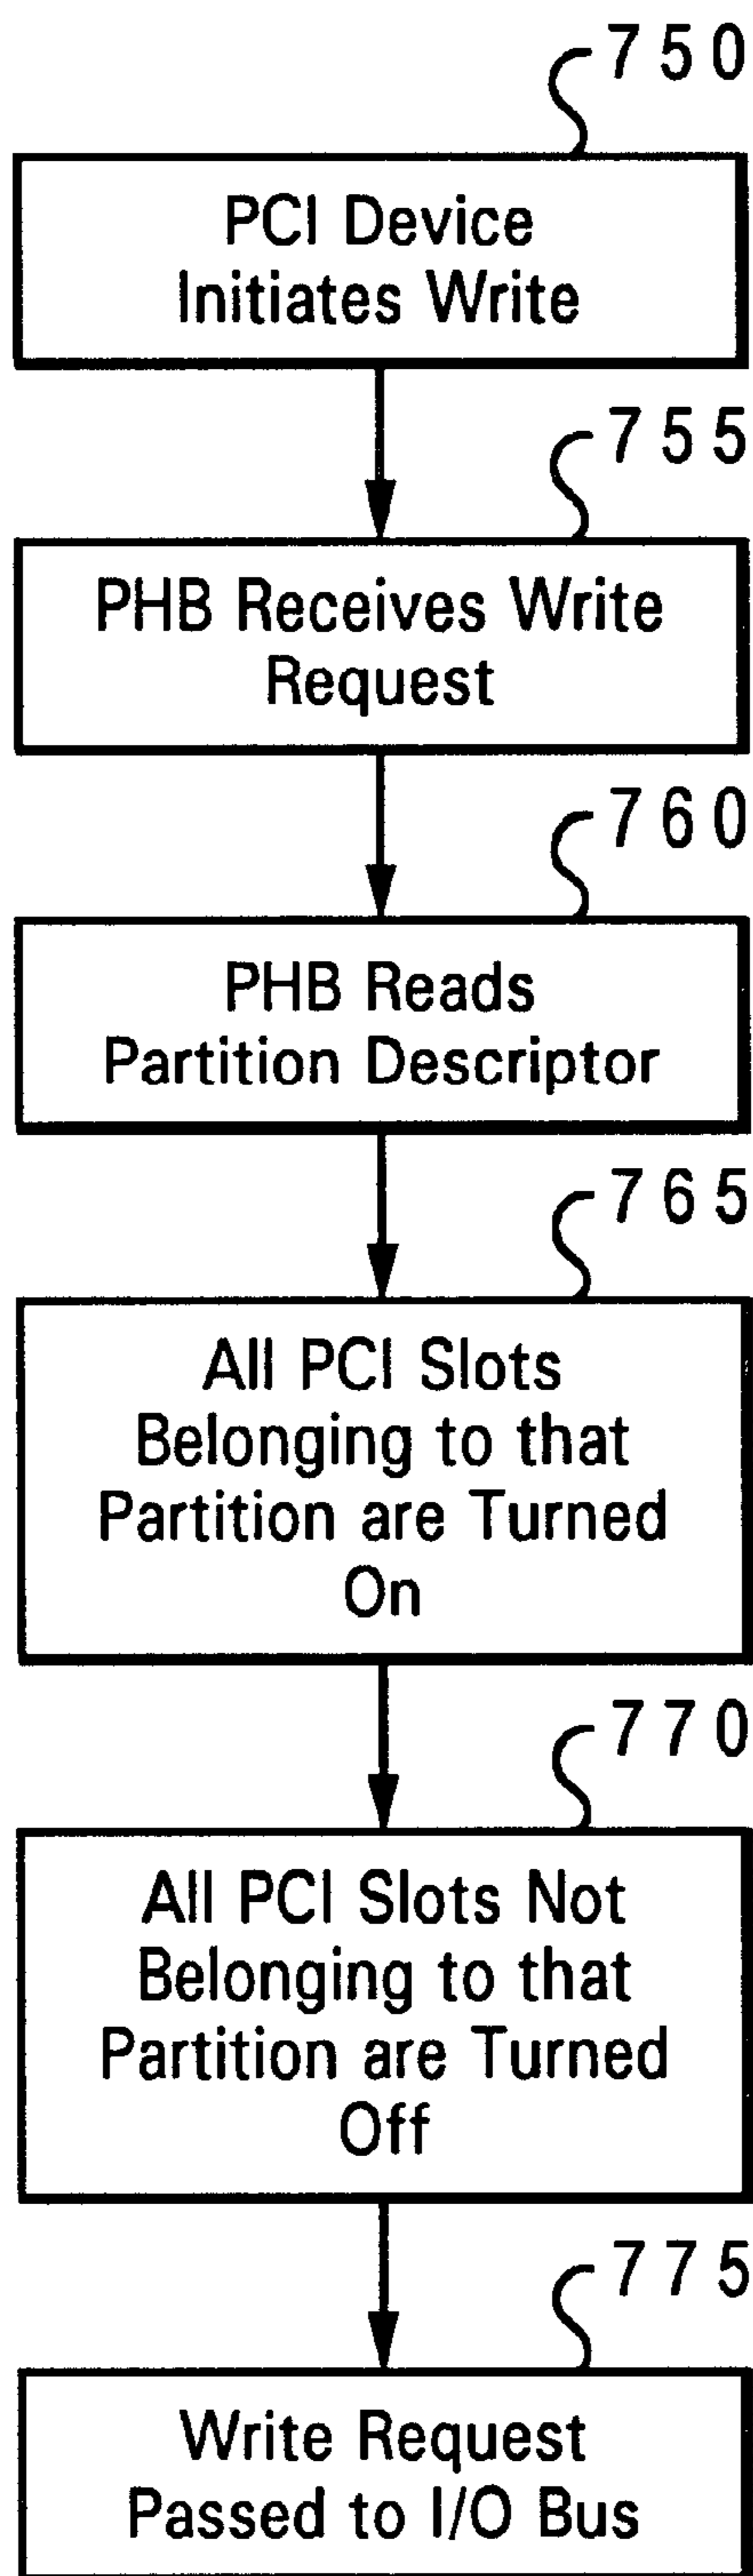 750
PCI Device
Initiates Write
755
PHB Receives Write
Request
760
PHB Reads
Partition Descriptor
765
All PCI Slots
Belonging to that
Partition are Turned
On
770
All PCI Slots Not
Belonging to that
Partition are Turned
Off
775
Write Request
Passed to I/O Bus